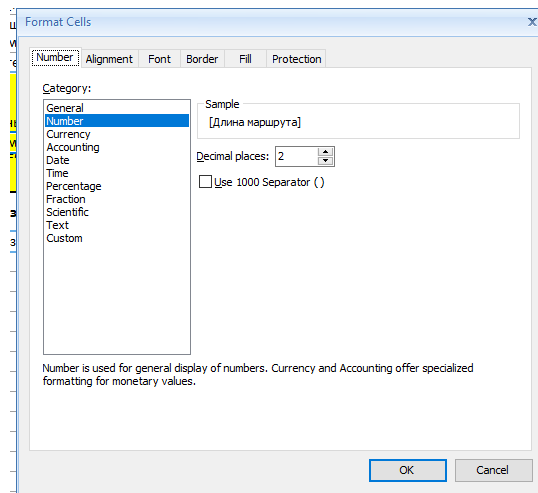 Format Cells
Number Alignment Font Border Fill Protection
Category:
General
Number
Currency
Accounting
Date
Time
Percentage
Fraction
Scientific
Text
Custom
Sample
[Длина маршрута]
Decimal places: 2
Use 1000 Separator ( )
Number is used for general display of numbers. Currency and Accounting offer specialized
formatting for monetary values.
OK Cancel